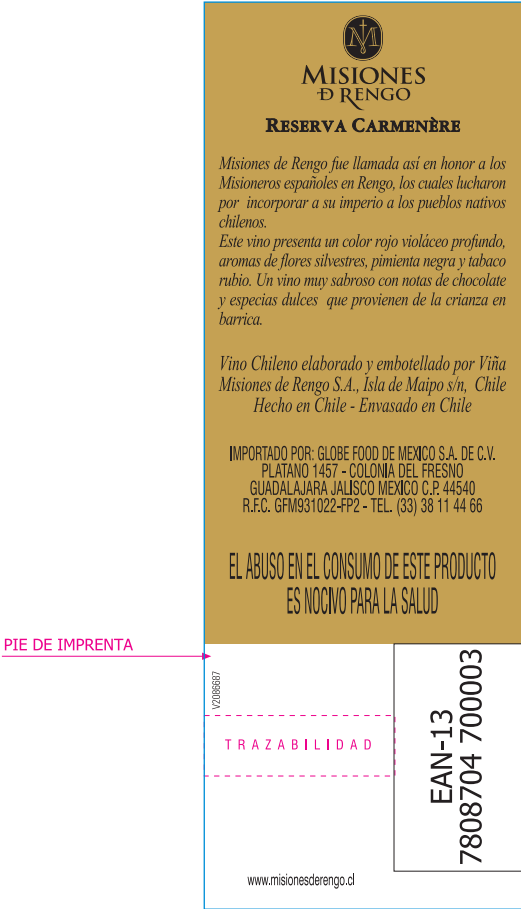 M
MISIONES
D RENGO
RESERVA CARMENÈRE
Misiones de Rengo fue llamada así en honor a los
Misioneros españoles en Rengo, los cuales lucharon
por incorporar a su imperio a los pueblos nativos
chilenos.
Este vino presenta un color rojo violáceo profundo,
aromas de flores silvestres, pimienta negra y tabaco
rubio. Un vino muy sabroso con notas de chocolate
y especias dulces que provienen de la crianza en
barrica.
Vino Chileno elaborado y embotellado por Viña
Misiones de Rengo S.A., Isla de Maipo s/n, Chile
Hecho en Chile - Envasado en Chile
IMPORTADO POR: GLOBE FOOD DE MEXICO S.A. DE C.V.
PLATANO 1457 - COLONIA DEL FRESNO
GUADALAJARA JALISCO MEXICO C.P. 44540
R.F.C. GFM931022-FP2 - TEL. (33) 38 11 44 66
EL ABUSO EN EL CONSUMO DE ESTE PRODUCTO
ES NOCIVO PARA LA SALUD
PIE DE IMPRENTA
V2086687
TRAZABILIDAD
EAN-13
7808704 700003
www.misionesderengo.cl